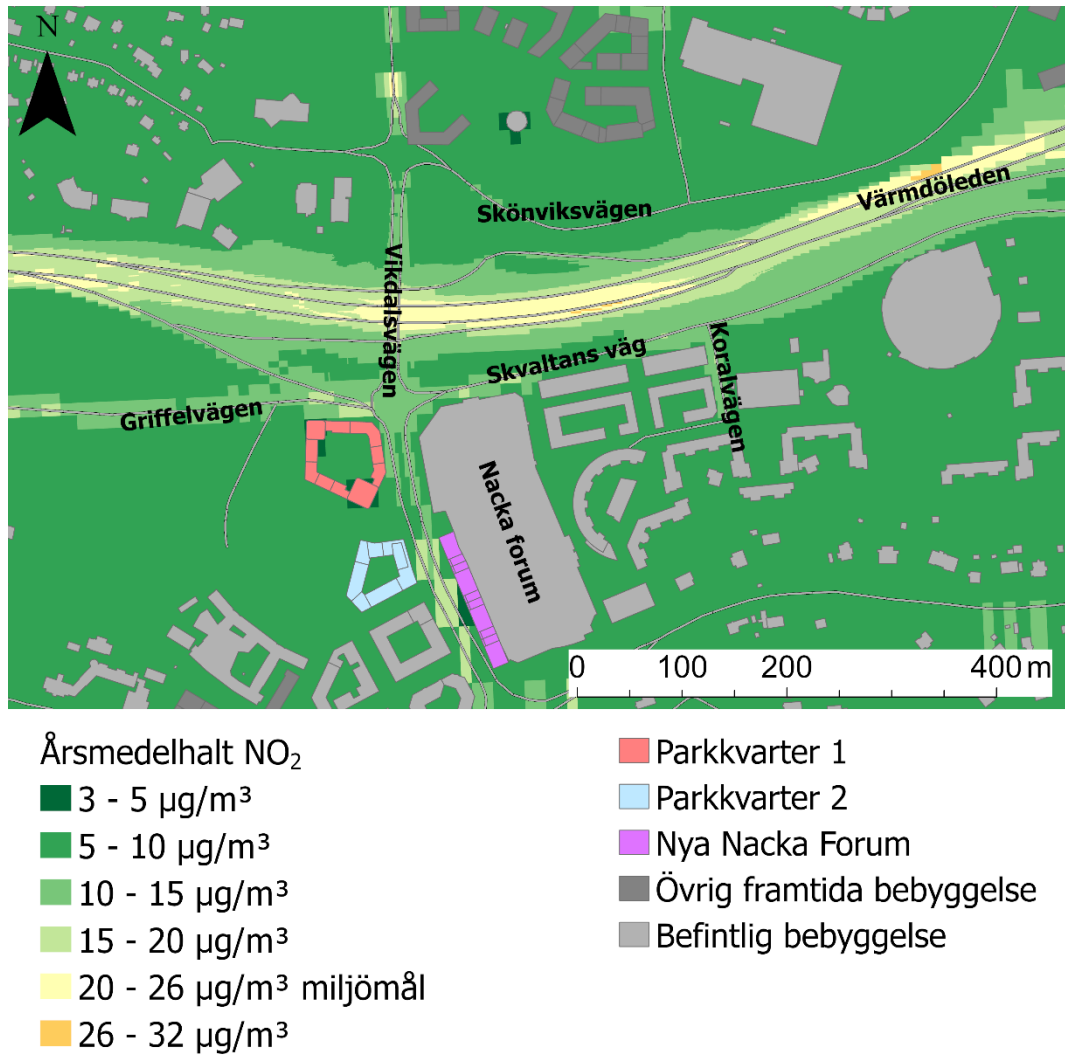 N
Skönviksvägen
Värmdöleden
Vikdalsvägen
Skvaltans väg
Koralvägen
Griffelvägen
Nacka forum
0 100 200 400 m
Årsmedelhalt NO₂
3 - 5 µg/m³
5 - 10 µg/m³
10 - 15 µg/m³
15 - 20 µg/m³
20 - 26 µg/m³ miljömål
26 - 32 µg/m³
Parkkvarter 1
Parkkvarter 2
Nya Nacka Forum
Övrig framtida bebyggelse
Befintlig bebyggelse